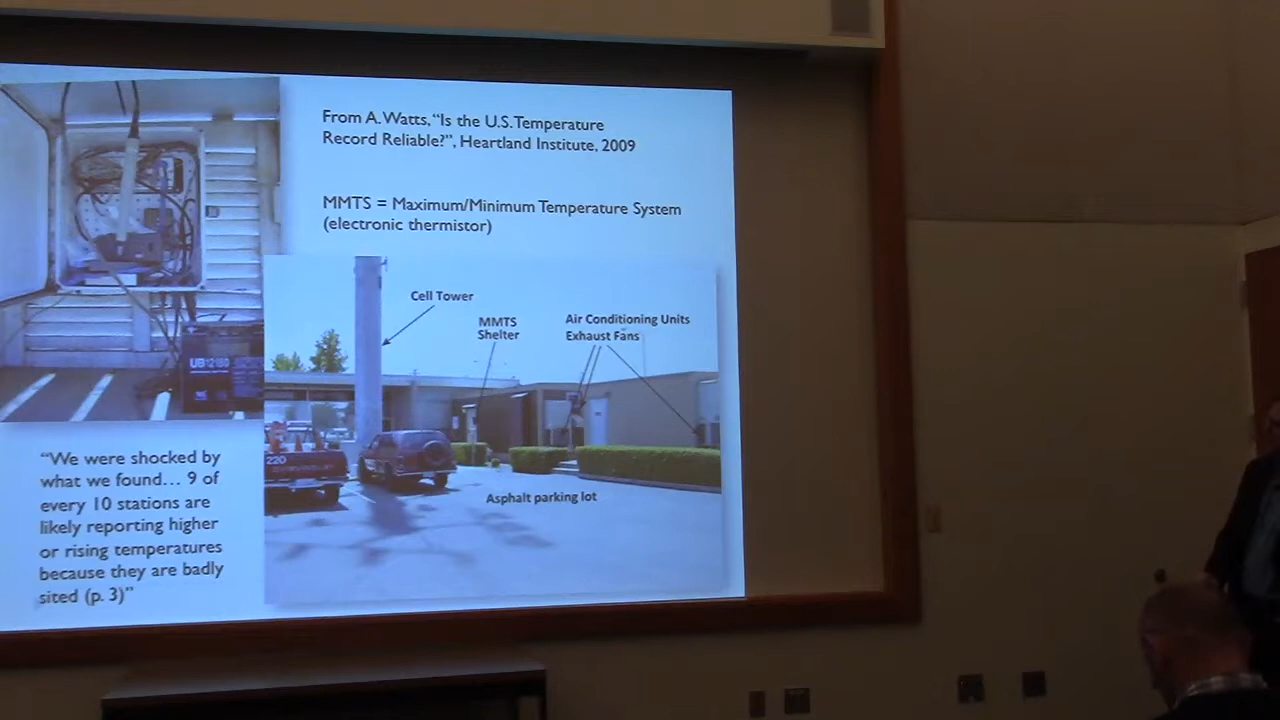 From A. Watts, "Is the U.S. Temperature
Record Reliable?", Heartland Institute, 2009
MMTS = Maximum/Minimum Temperature System
(electronic thermistor)
Cell Tower
MMTS
Shelter
Air Conditioning Units
Exhaust Fans
UB12180
220
Asphalt parking lot
"We were shocked by
what we found... 9 of
every 10 stations are
likely reporting higher
or rising temperatures
because they are badly
sited (p. 3)"